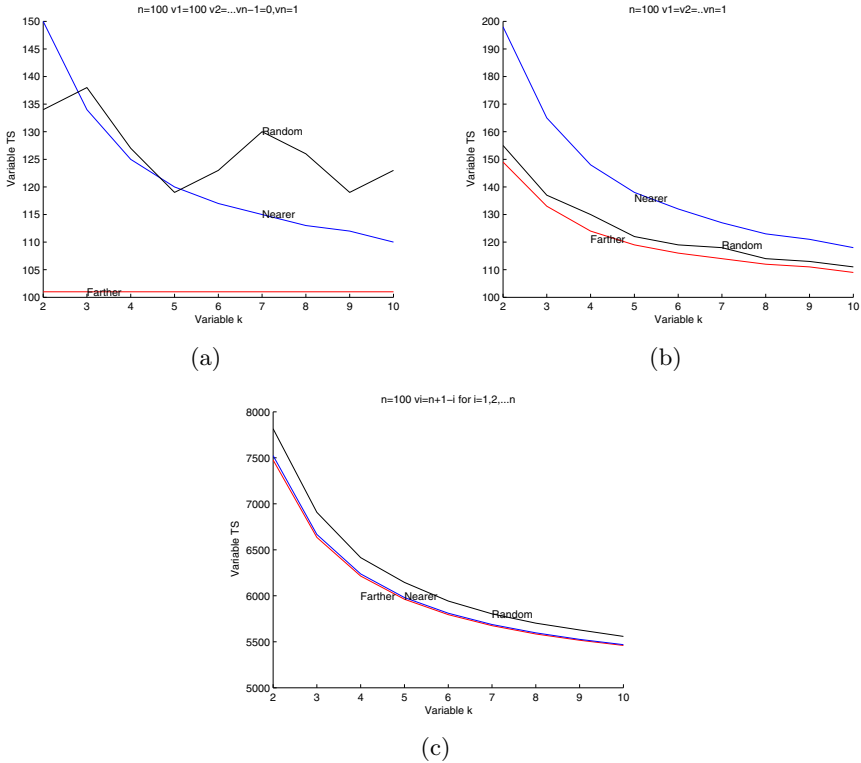 n=100 v1=100 v2=...vn−1=0,vn=1
150
145
140
135
130
125
120
115
110
105
100
Variable TS
Random
Nearer
Farther
2 3 4 5 6 7 8 9 10
Variable k
(a)
n=100 v1=v2=..vn=1
200
190
180
170
160
150
140
130
120
110
100
Variable TS
Nearer
Farther
Random
2 3 4 5 6 7 8 9 10
Variable k
(b)
n=100 vi=n+1−i for i=1,2,...n
8000
7500
7000
6500
6000
5500
5000
Variable TS
Farther Nearer
Random
2 3 4 5 6 7 8 9 10
Variable k
(c)